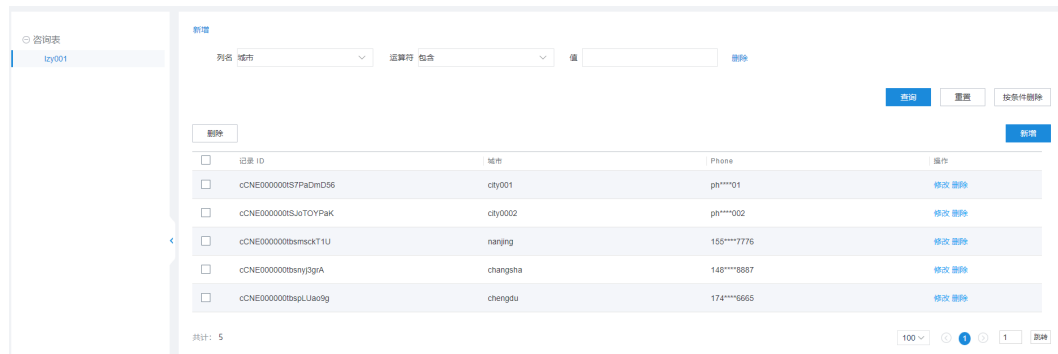 咨询表
lzy001
新增
列名 城市 运算符 包含 值 删除
查询 重置 按条件删除
删除 新增
记录 ID 城市 Phone 操作
cCNE000000tS7PaDmD56 city001 ph****01 修改 删除
cCNE000000tSJoTOYPaK city0002 ph****002 修改 删除
cCNE000000tbsmsckT1U nanjing 155****7776 修改 删除
cCNE000000tbsnyj3grA changsha 148****8887 修改 删除
cCNE000000tbspLUao9g chengdu 174****6665 修改 删除
共计： 5 100 1 1 跳转